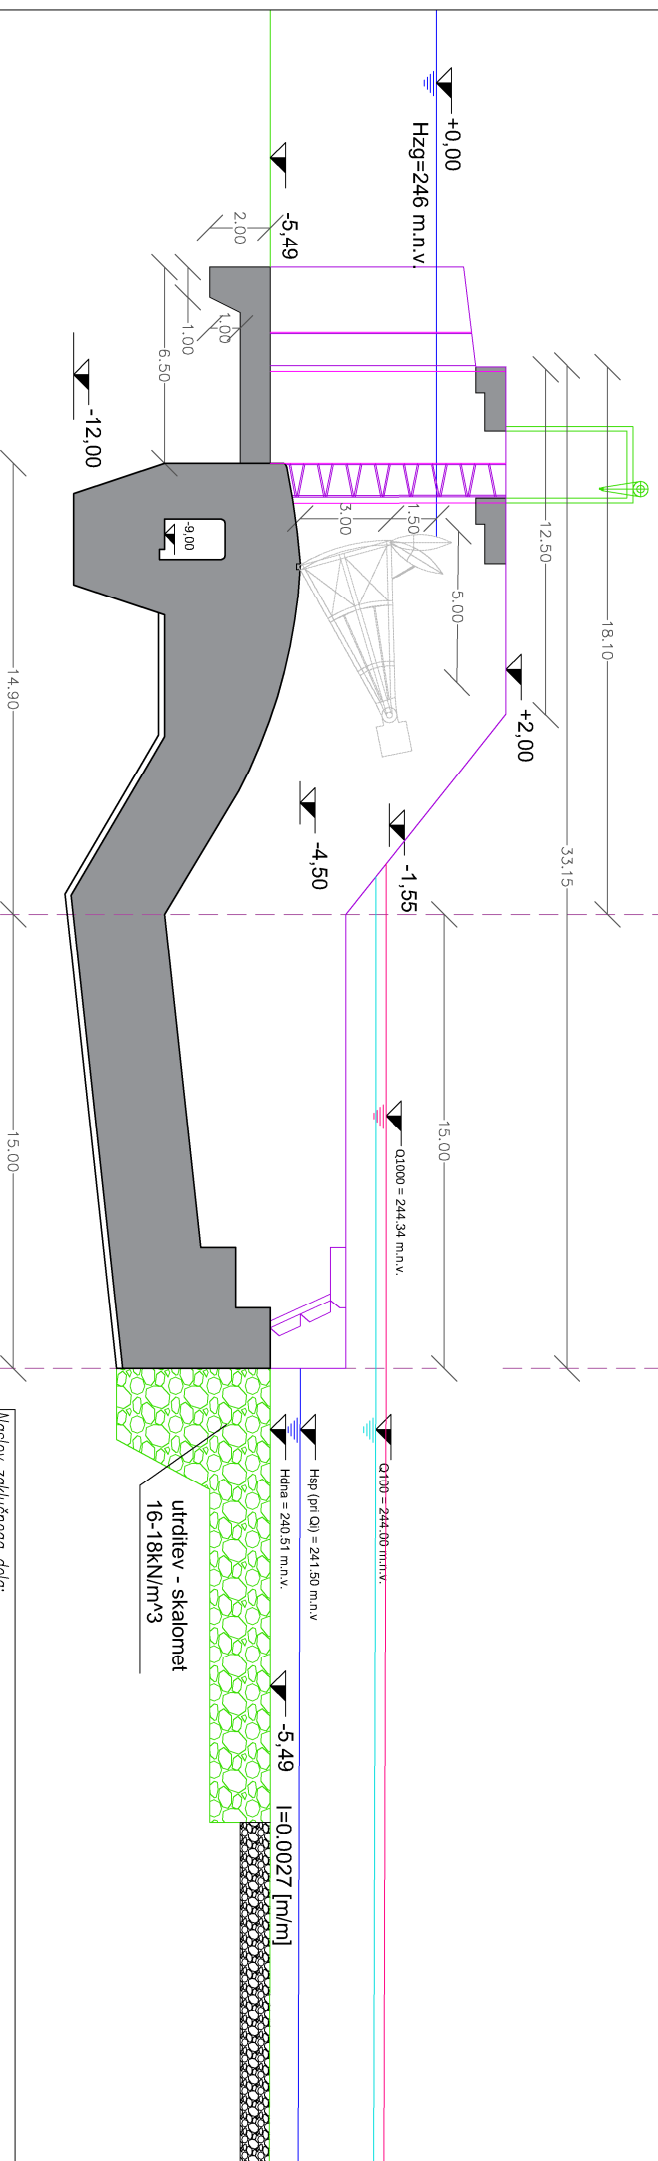 +0,00
Hzg=246 m.n.v.
-5,49
2.00
1.00
1.00
6.50
-12,00
-9,00
3.00
1.50
5.00
12.50
18.10
33.15
+2,00
-4,50
-1,55
14.90
15.00
15.00
Q1000 = 244.34 m.n.v.
Q100 = 244.00 m.n.v.
Hsp (pri Qi) = 241.50 m.n.v
Hdna = 240.51 m.n.v.
utrditev - skalomet
16-18kN/m^3
-5,49
I=0.0027 [m/m]
Naslov zaključnega dela: